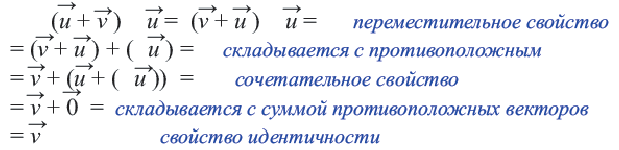 (u⃗ + v⃗) u⃗ = (v⃗ + u⃗) u⃗ = переместительное свойство
= (v⃗ + u⃗) + ( u⃗) = складывается с противоположным
= v⃗ + (u⃗ + ( u⃗)) = сочетательное свойство
= v⃗ + 0⃗ = складывается с суммой противоположных векторов
= v⃗ свойство идентичности